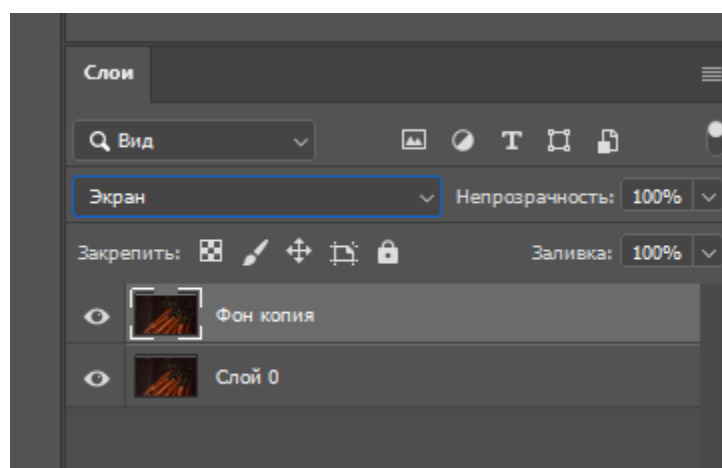 Слои
Вид
Экран Непрозрачность: 100%
Закрепить: Заливка: 100%
Фон копия
Слой 0